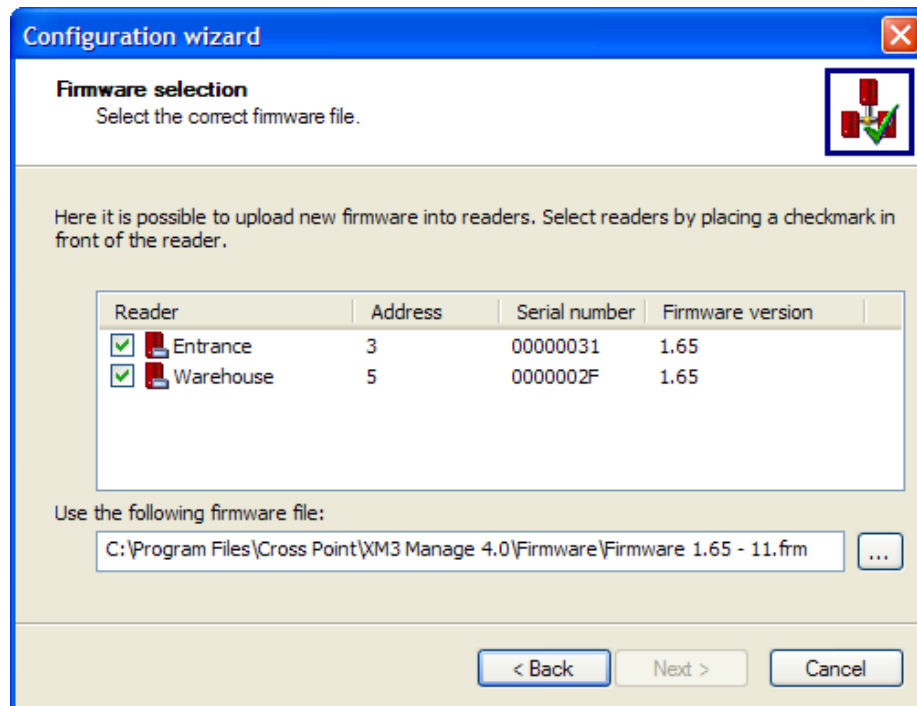 Configuration wizard
Firmware selection
Select the correct firmware file.
Here it is possible to upload new firmware into readers. Select readers by placing a checkmark in
front of the reader.
Reader Address Serial number Firmware version
Entrance 3 00000031 1.65
Warehouse 5 0000002F 1.65
Use the following firmware file:
C:\Program Files\Cross Point\XM3 Manage 4.0\Firmware\Firmware 1.65 - 11.frm ...
< Back Next > Cancel